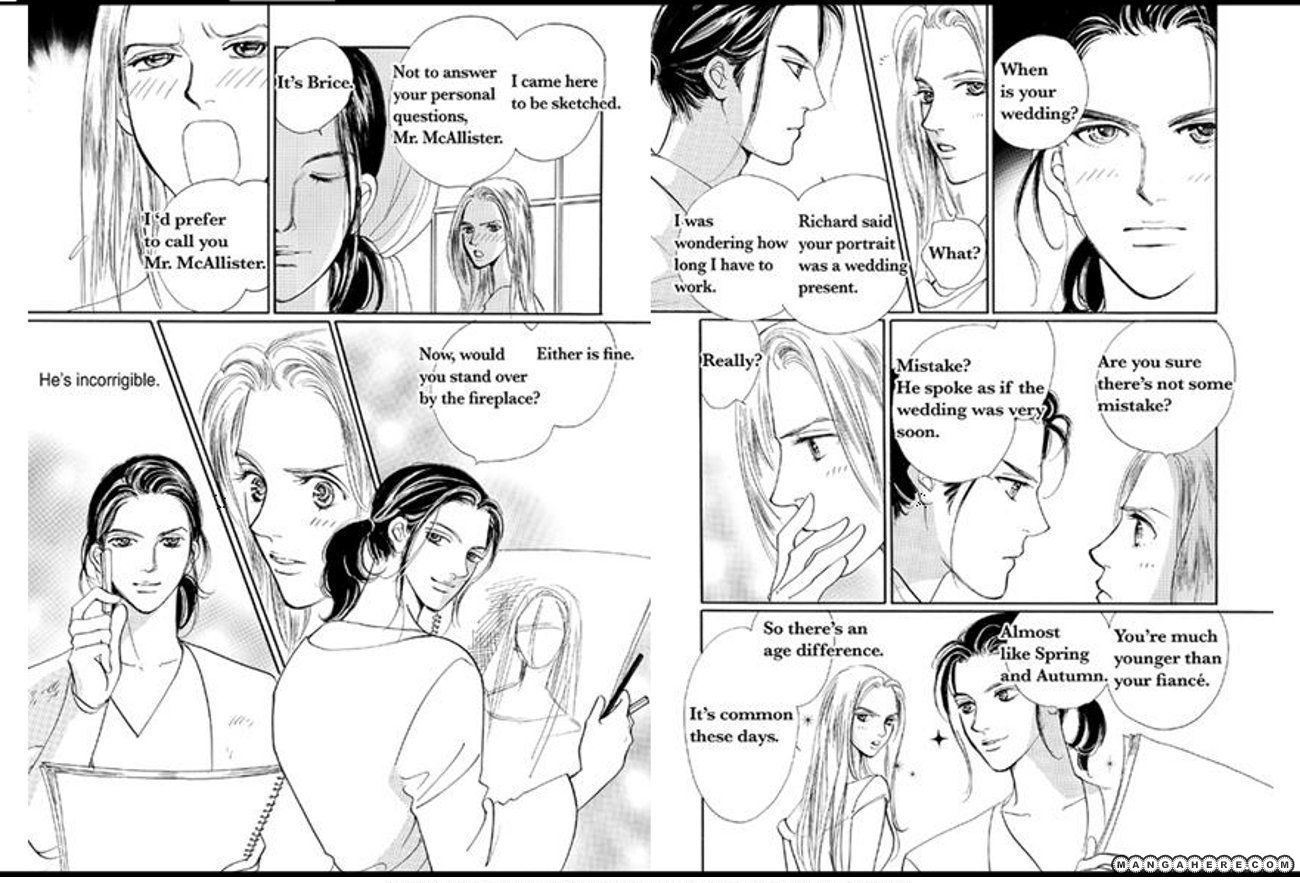 When
is your
wedding?
What?
Richard said
your portrait
was a wedding
present.
I was
wondering how
long I have to
work.
Are you sure
there's not some
mistake?
Mistake?
He spoke as if the
wedding was very
soon.
Really?
You're much
younger than
your fiancé.
Almost
like Spring
and Autumn.
So there's an
age difference.
It's common
these days.
I came here
to be sketched.
Not to answer
your personal
questions,
Mr. McAllister.
It's Brice.
I 'd prefer
to call you
Mr. McAllister.
Either is fine.
Now, would
you stand over
by the fireplace?
He's incorrigible.
MANGAHERE.COM